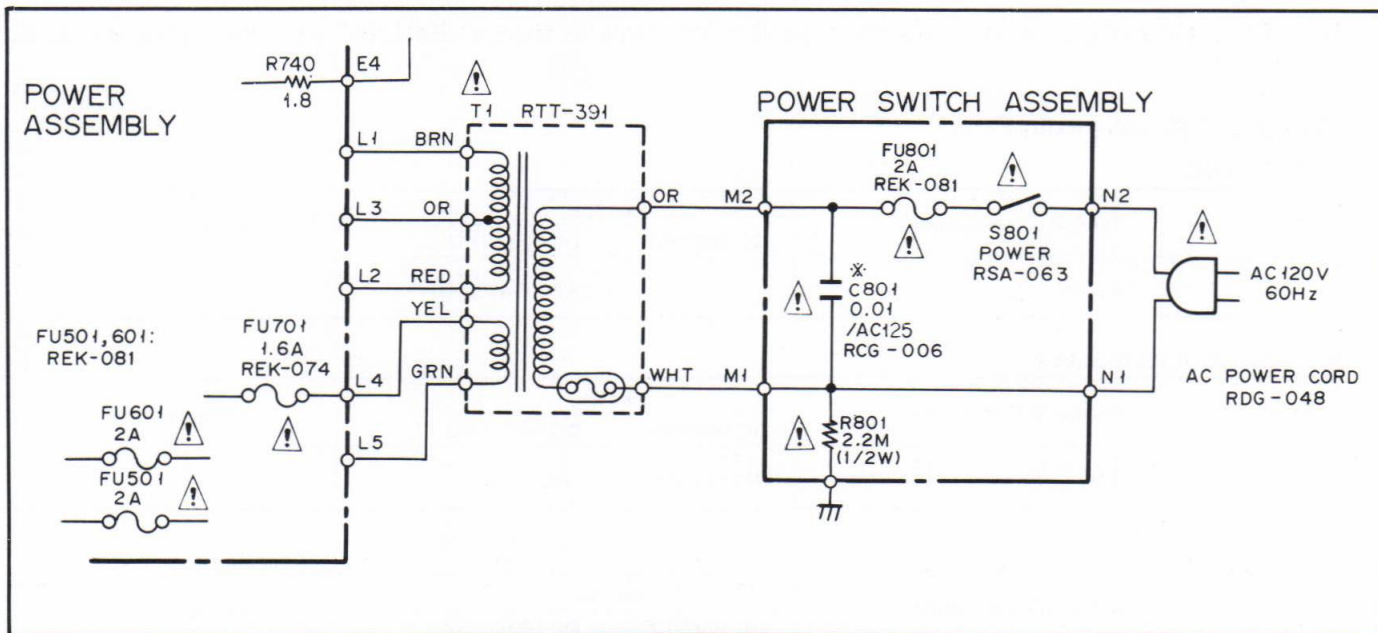 POWER
ASSEMBLY
R740
1.8
E4
L1
BRN
L3
OR
L2
RED
YEL
FU501,601:
REK-081
FU701
1.6A
REK-074
GRN
L4
L5
FU601
2A
FU501
2A
T1 RTT-391
OR
WHT
POWER SWITCH ASSEMBLY
M2
M1
FU801
2A
REK-081
S801
POWER
RSA-063
※
C801
0.01
/AC125
RCG-006
R801
2.2M
(1/2W)
N2
N1
AC120V
60Hz
AC POWER CORD
RDG-048